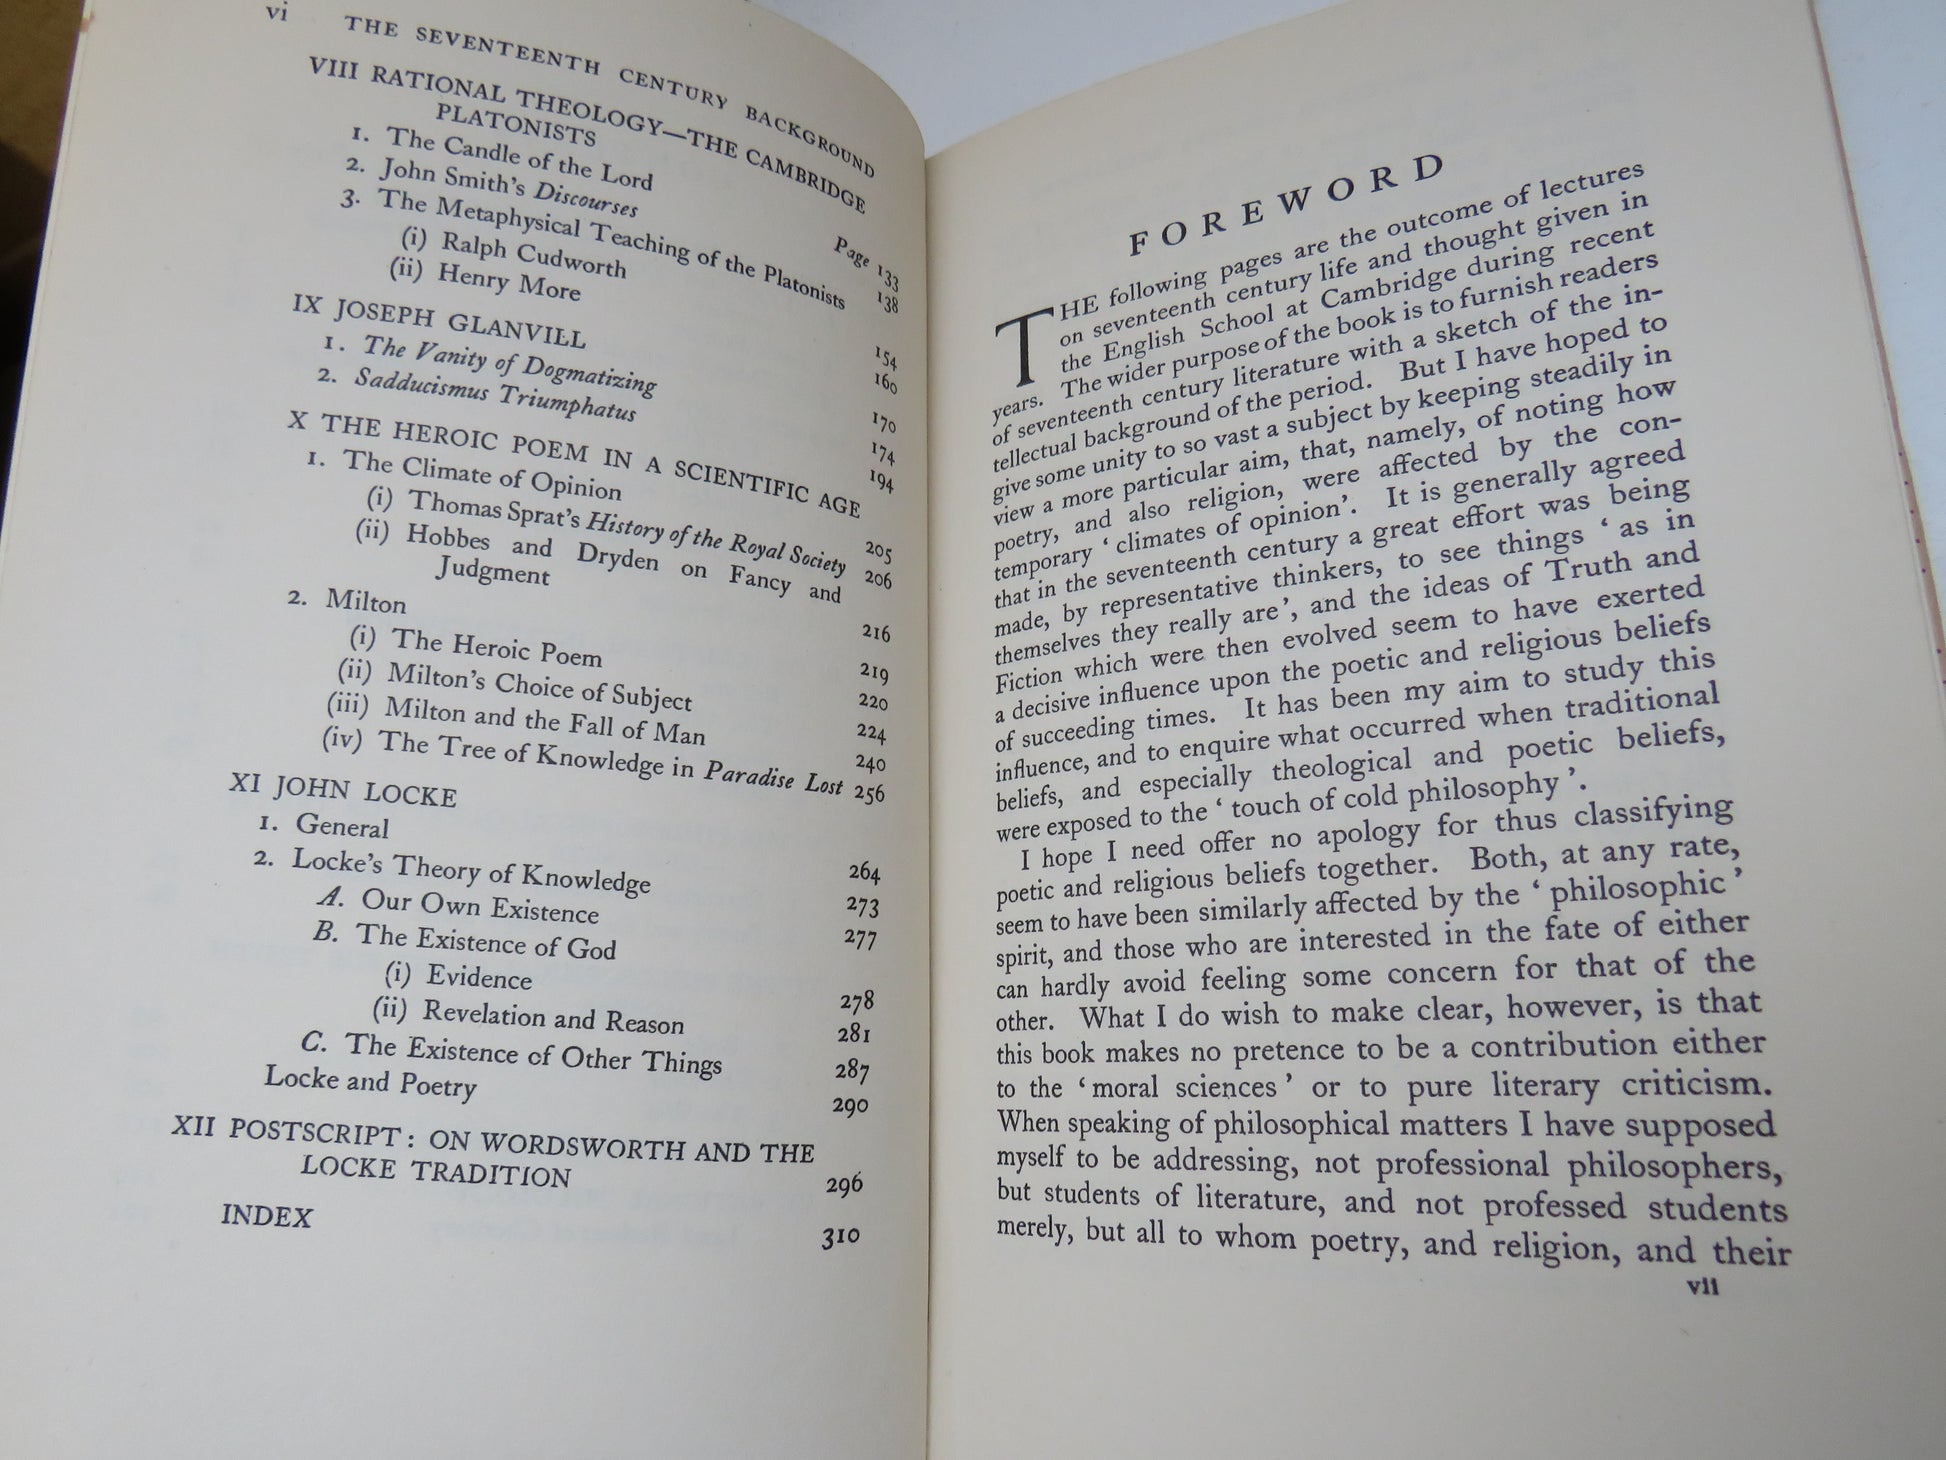 vi THE SEVENTEENTH CENTURY BACKGROUND
VIII RATIONAL THEOLOGY—THE CAMBRIDGE
PLATONISTS
Page 133
1. The Candle of the Lord 138
2. John Smith's Discourses
3. The Metaphysical Teaching of the Platonists
(i) Ralph Cudworth 154
(ii) Henry More 160
IX JOSEPH GLANVILL 170
1. The Vanity of Dogmatizing 174
2. Sadducismus Triumphatus 194
X THE HEROIC POEM IN A SCIENTIFIC AGE
1. The Climate of Opinion 205
(i) Thomas Sprat's History of the Royal Society 206
(ii) Hobbes and Dryden on Fancy and
Judgment 216
2. Milton 219
(i) The Heroic Poem 220
(ii) Milton's Choice of Subject 224
(iii) Milton and the Fall of Man 240
(iv) The Tree of Knowledge in Paradise Lost 256
XI JOHN LOCKE
1. General 264
2. Locke's Theory of Knowledge 273
A. Our Own Existence 277
B. The Existence of God
(i) Evidence 278
(ii) Revelation and Reason 281
C. The Existence of Other Things 287
Locke and Poetry 290
XII POSTSCRIPT: ON WORDSWORTH AND THE
LOCKE TRADITION 296
INDEX 310
FOREWORD
THE following pages are the outcome of lectures
on seventeenth century life and thought given in
the English School at Cambridge during recent
years. The wider purpose of the book is to furnish readers
of seventeenth century literature with a sketch of the in-
tellectual background of the period. But I have hoped to
give some unity to so vast a subject by keeping steadily in
view a more particular aim, that, namely, of noting how
poetry, and also religion, were affected by the con-
temporary 'climates of opinion'. It is generally agreed
that in the seventeenth century a great effort was being
made, by representative thinkers, to see things 'as in
themselves they really are', and the ideas of Truth and
Fiction which were then evolved seem to have exerted
a decisive influence upon the poetic and religious beliefs
of succeeding times. It has been my aim to study this
influence, and to enquire what occurred when traditional
beliefs, and especially theological and poetic beliefs,
were exposed to the 'touch of cold philosophy'.
I hope I need offer no apology for thus classifying
poetic and religious beliefs together. Both, at any rate,
seem to have been similarly affected by the 'philosophic'
spirit, and those who are interested in the fate of either
can hardly avoid feeling some concern for that of the
other. What I do wish to make clear, however, is that
this book makes no pretence to be a contribution either
to the 'moral sciences' or to pure literary criticism.
When speaking of philosophical matters I have supposed
myself to be addressing, not professional philosophers,
but students of literature, and not professed students
merely, but all to whom poetry, and religion, and their
vii